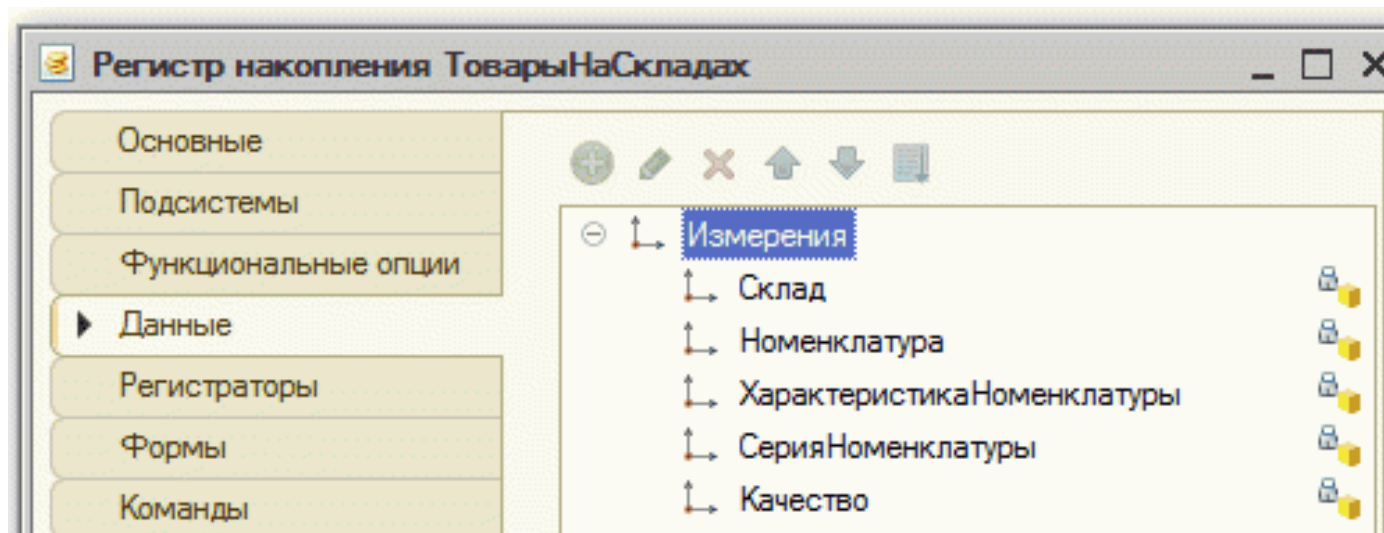 Регистр накопления ТоварыНаСкладах
Основные
Подсистемы
Функциональные опции
Данные
Регистраторы
Формы
Команды
Измерения
Склад
Номенклатура
ХарактеристикаНоменклатуры
СерияНоменклатуры
Качество